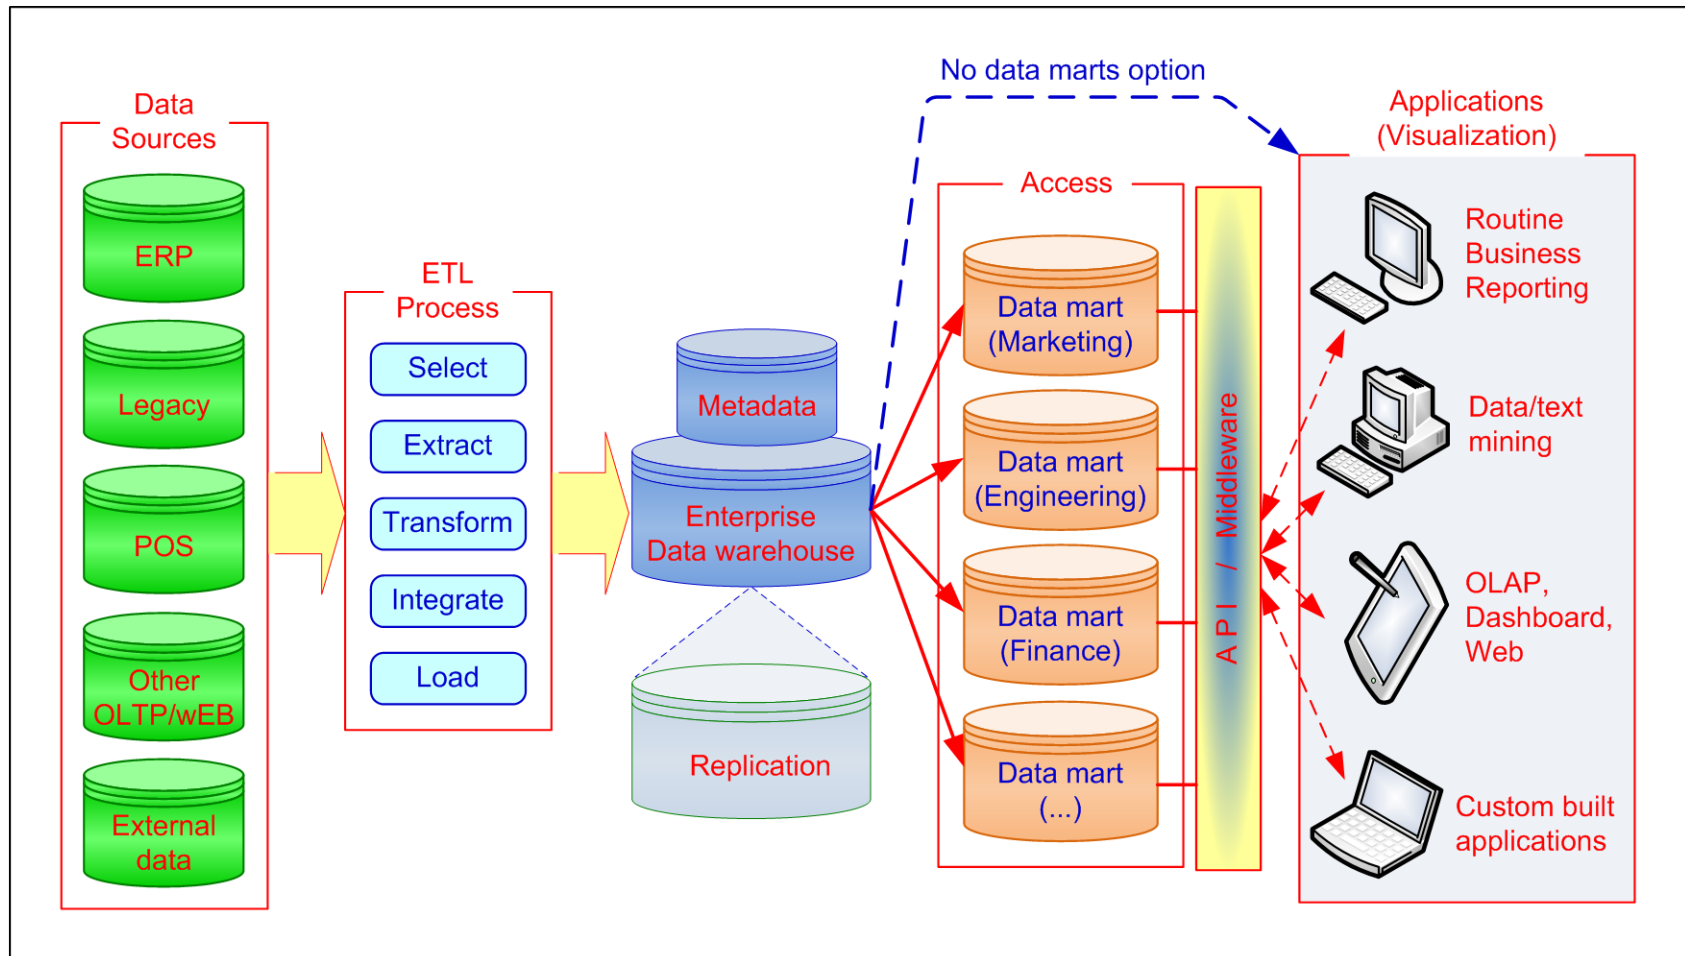 No data marts option
Data
Sources
ERP
Legacy
POS
Other
OLTP/wEB
External
data
ETL
Process
Select
Extract
Transform
Integrate
Load
Metadata
Enterprise
Data warehouse
Replication
Access
Data mart
(Marketing)
Data mart
(Engineering)
Data mart
(Finance)
Data mart
(...)
API / Middleware
Applications
(Visualization)
Routine
Business
Reporting
Data/text
mining
OLAP,
Dashboard,
Web
Custom built
applications